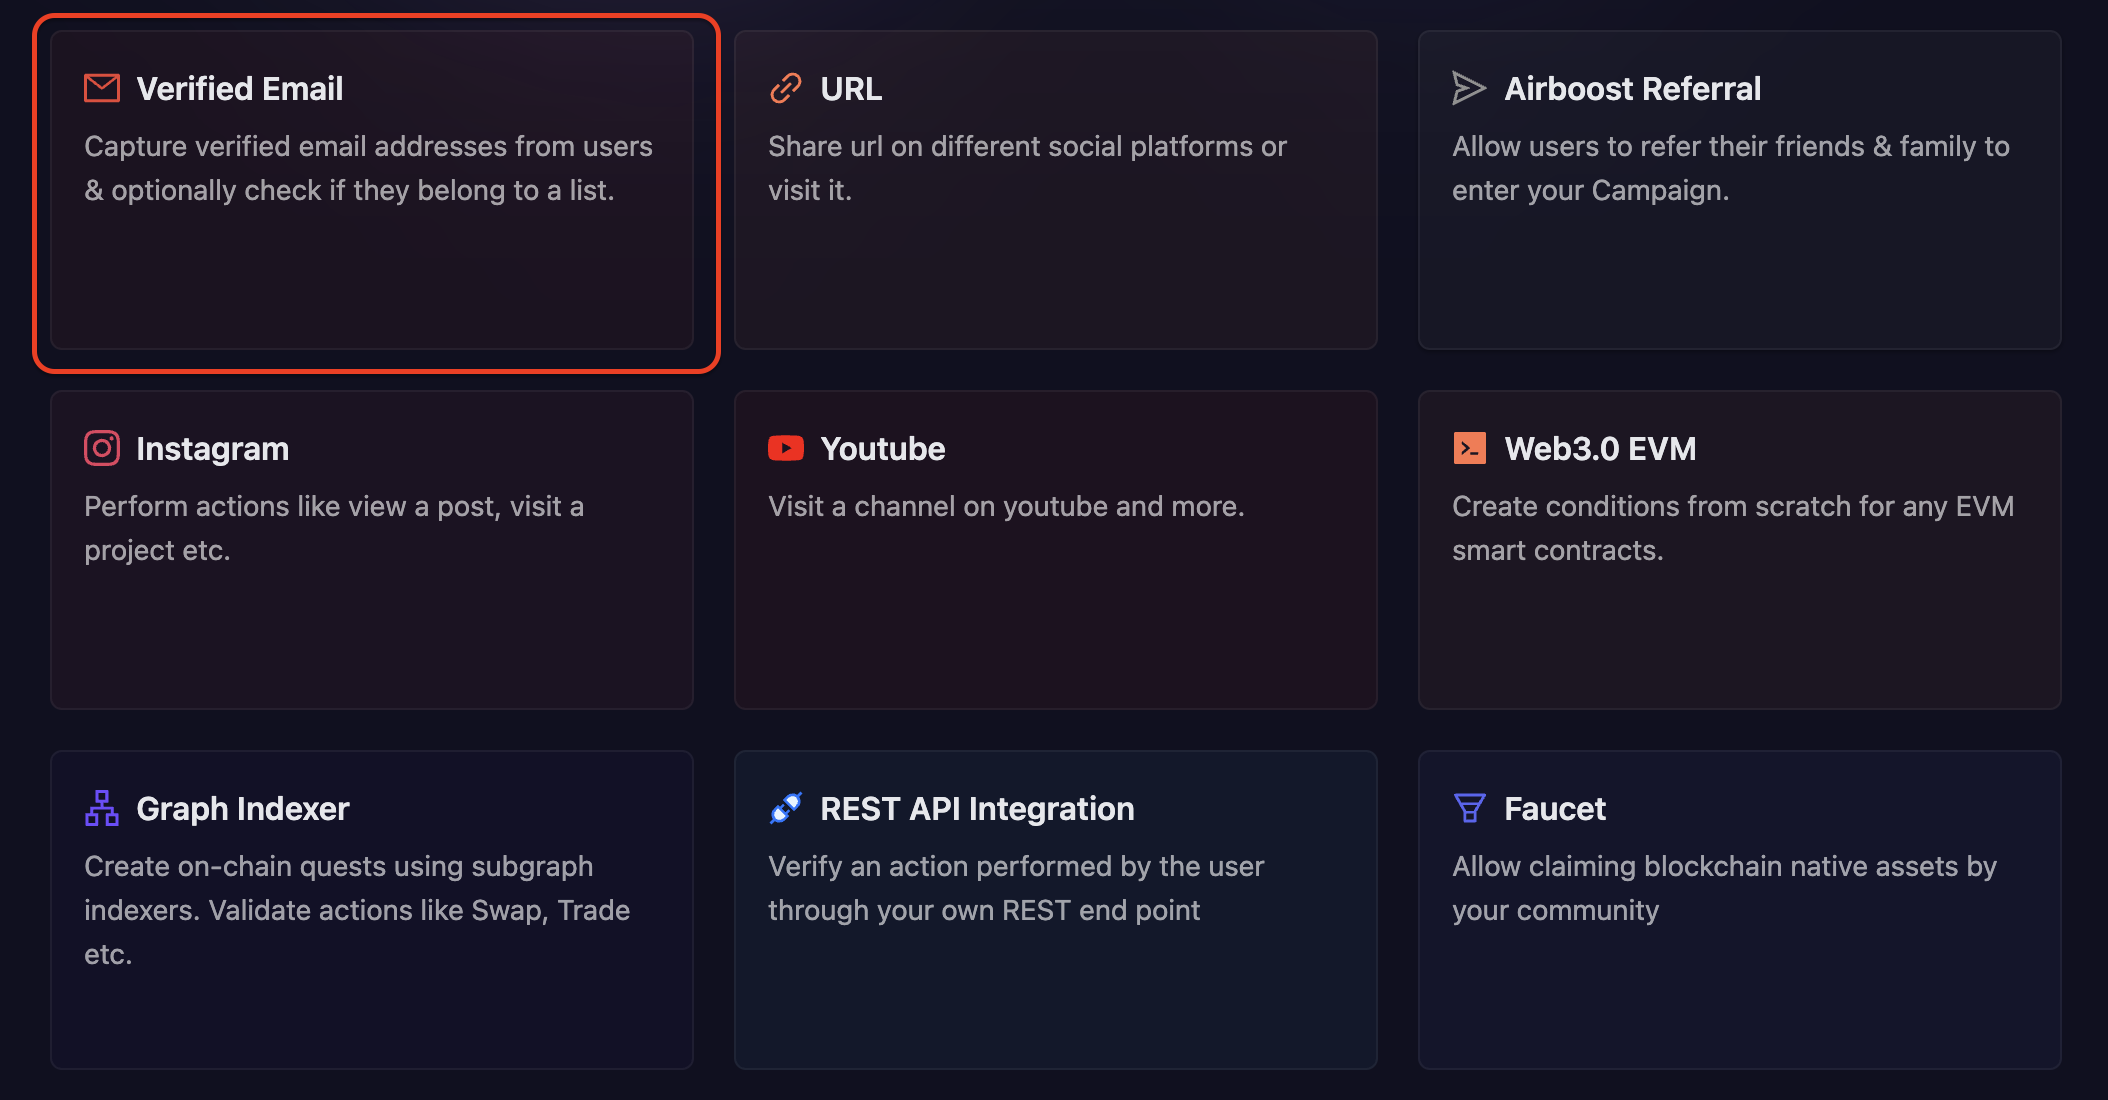 Verified Email
Capture verified email addresses from users
& optionally check if they belong to a list.
URL
Share url on different social platforms or
visit it.
Airboost Referral
Allow users to refer their friends & family to
enter your Campaign.
Instagram
Perform actions like view a post, visit a
project etc.
Youtube
Visit a channel on youtube and more.
Web3.0 EVM
Create conditions from scratch for any EVM
smart contracts.
Graph Indexer
Create on-chain quests using subgraph
indexers. Validate actions like Swap, Trade
etc.
REST API Integration
Verify an action performed by the user
through your own REST end point
Faucet
Allow claiming blockchain native assets by
your community